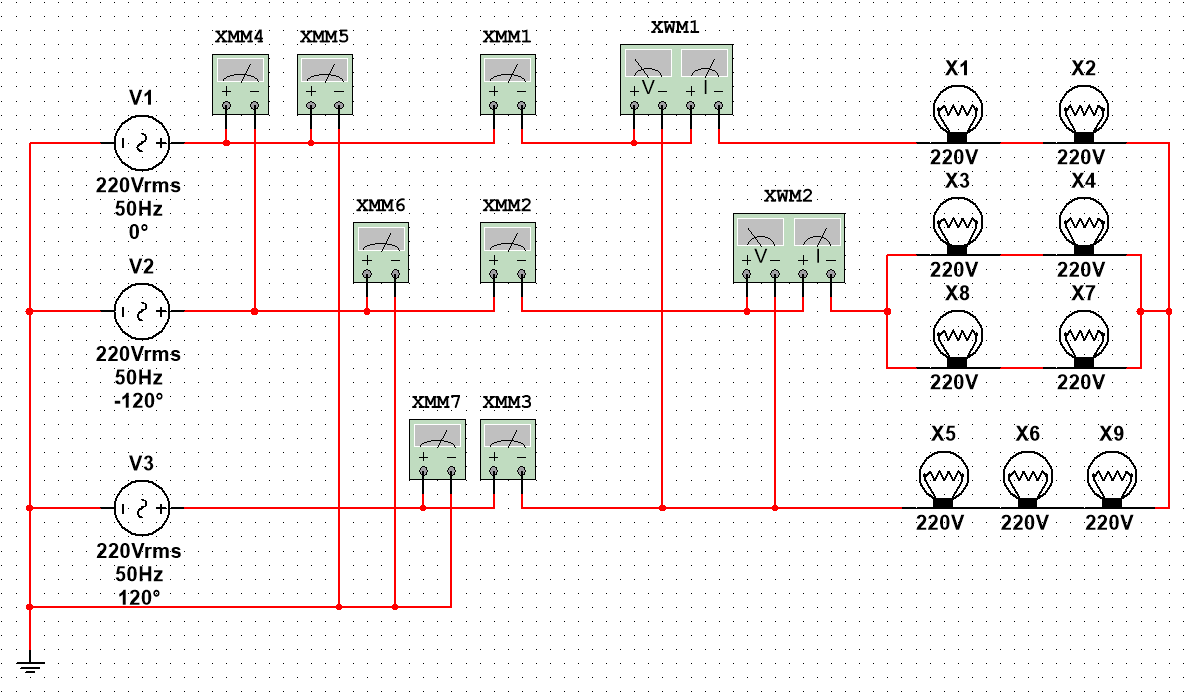 XWM1
XMM4 XMM5 XMM1
V I
+ − + − + − + − + −
X1 X2
V1
220V 220V
220Vrms
50Hz
0°
X3 X4
XWM2
XMM6 XMM2
V I
+ − + − + − + −
V2
220V 220V
X8 X7
220Vrms
50Hz
-120°
220V 220V
XMM7 XMM3
+ − + −
X5 X6 X9
V3
220V 220V 220V
220Vrms
50Hz
120°